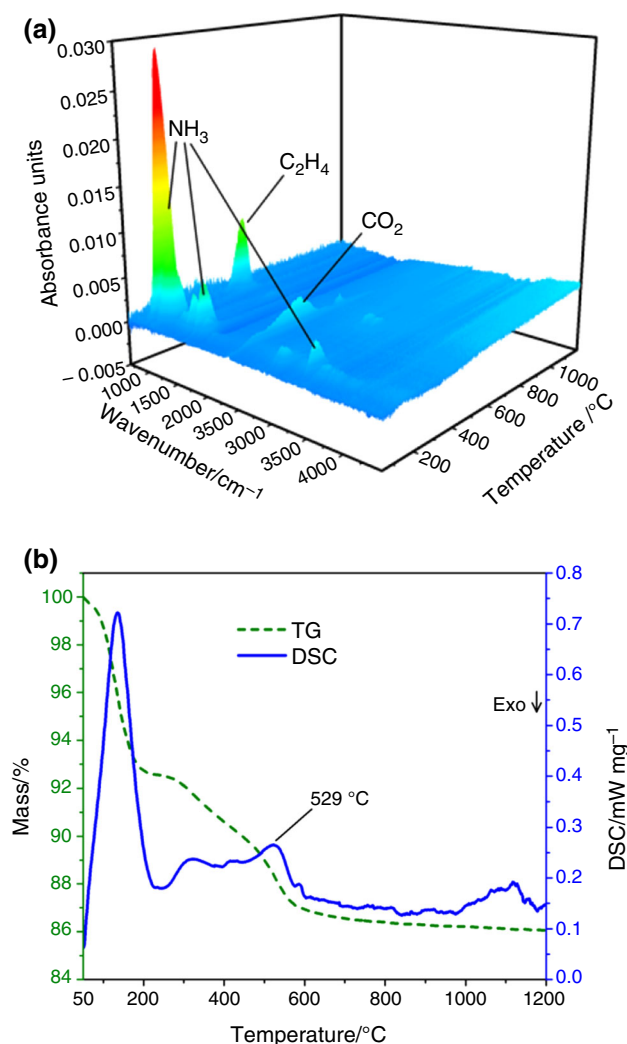 (a)
0.030
0.025
0.020
0.015
0.010
0.005
0.000
– 0.005
Absorbance units
NH3
C2H4
CO2
1000
1500
2000
3500
3000
3500
4000
Wavenumber/cm–1
200
400
600
800
1000
Temperature /°C
(b)
100
98
96
94
92
90
88
86
84
Mass/%
TG
DSC
Exo ↓
529 °C
0.8
0.7
0.6
0.5
0.4
0.3
0.2
0.1
0.0
DSC/mW mg–1
50 200 400 600 800 1000 1200
Temperature/°C